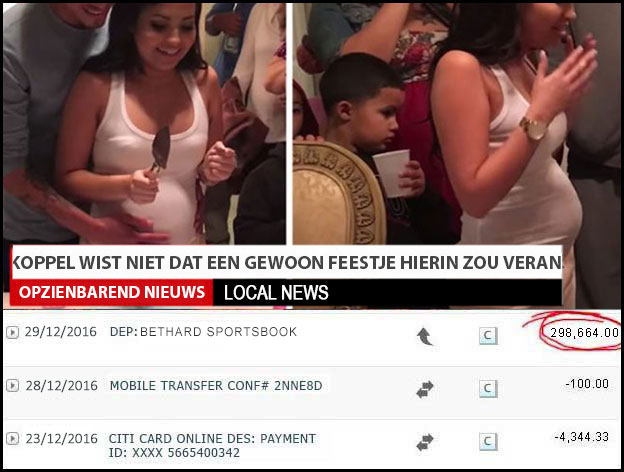 KOPPEL WIST NIET DAT EEN GEWOON FEESTJE HIERIN ZOU VERAN
OPZIENBAREND NIEUWS LOCAL NEWS
29/12/2016 DEP: BETHARD SPORTSBOOK C 298,664.00
28/12/2016 MOBILE TRANSFER CONF# 2NNE8D C -100.00
23/12/2016 CITI CARD ONLINE DES: PAYMENT C -4,344.33
ID: XXXX 5665400342